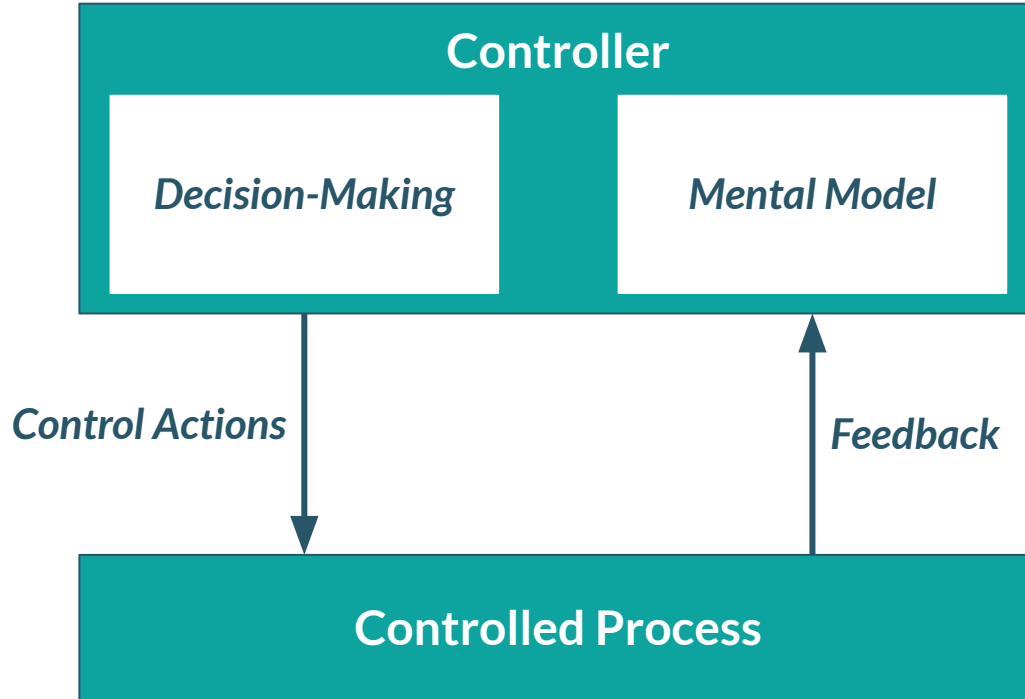 Controller
Decision-Making
Mental Model
Control Actions
Feedback
Controlled Process